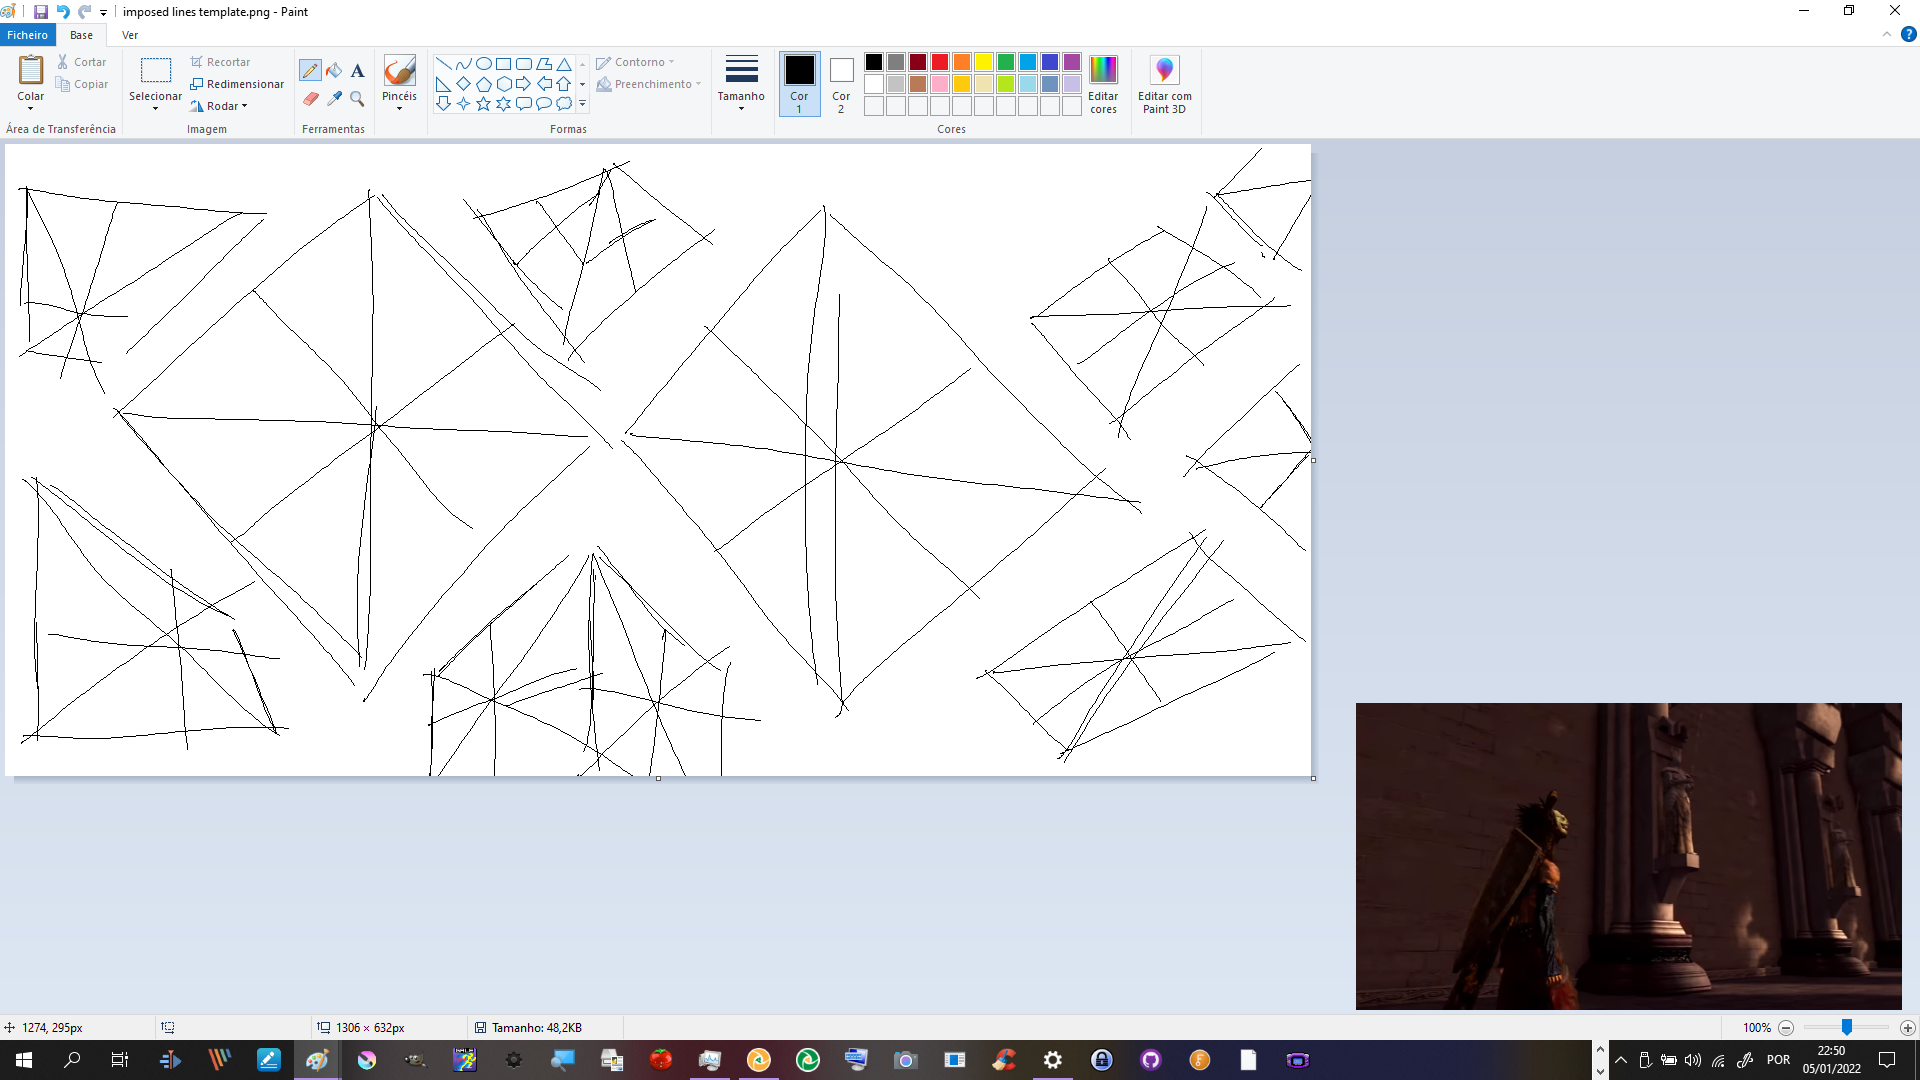 imposed lines template.png - Paint
Ficheiro Base Ver
Colar
Cortar
Copiar
Área de Transferência
Selecionar
Recortar
Redimensionar
Rodar
Imagem
A
Ferramentas
Pincéis
Contorno
Preenchimento
Formas
Tamanho
Cor
1
Cor
2
Editar
cores
Cores
Editar com
Paint 3D
1274, 295px
1306 × 632px
Tamanho: 48,2KB
100%
POR
22:50
05/01/2022